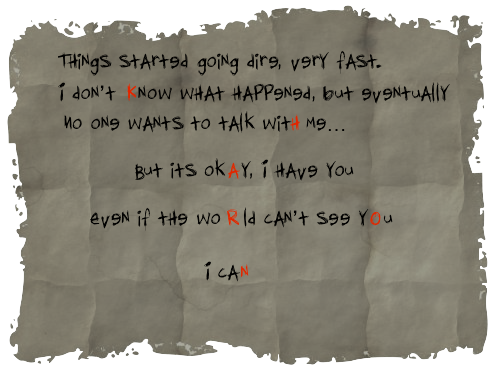 THiNgs stARted goiNg diRe, veRy fAst.
i doN't KNow wHAt HAPPeNed, but eveNtuAlly
No oNe wANts to tAlk witH me...
But its okAy, i HAve you
eveN if tHe woRld cAN't see YOu
i cAN